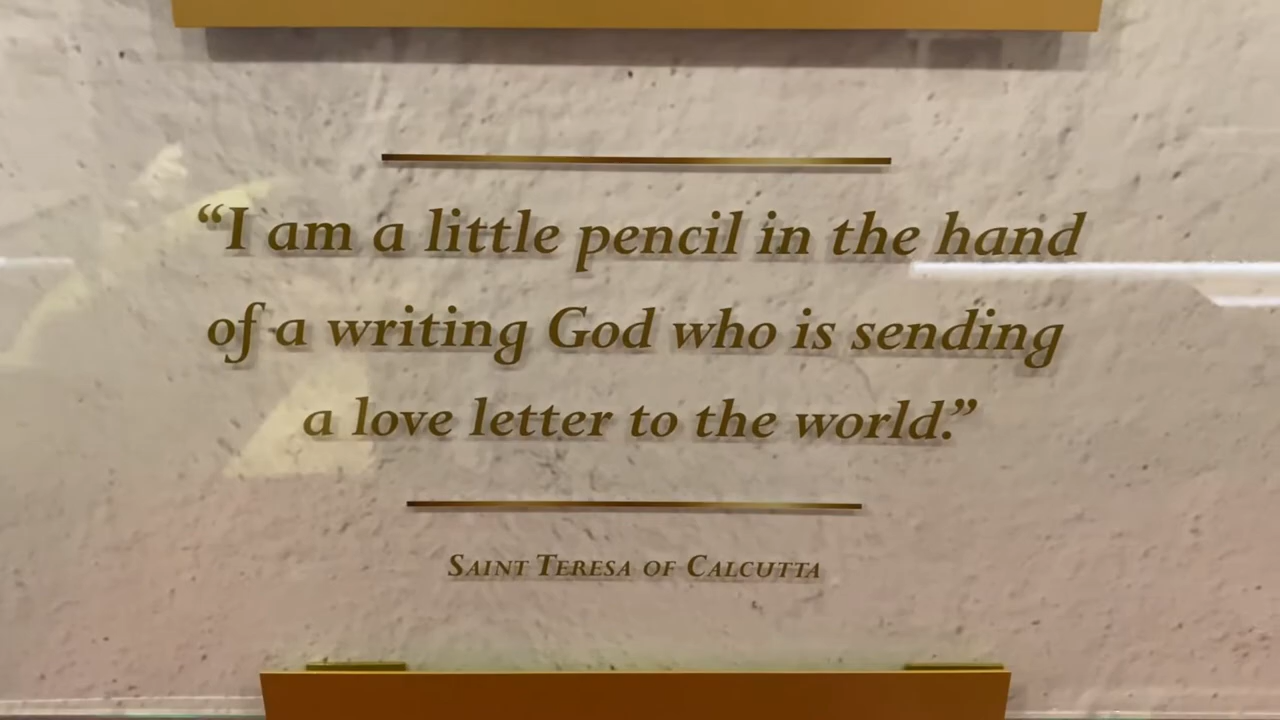 “I am a little pencil in the hand
of a writing God who is sending
a love letter to the world.”
Saint Teresa of Calcutta